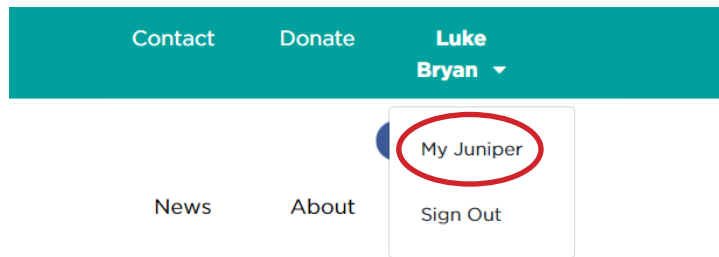 Contact Donate Luke
Bryan
My Juniper
News About Sign Out